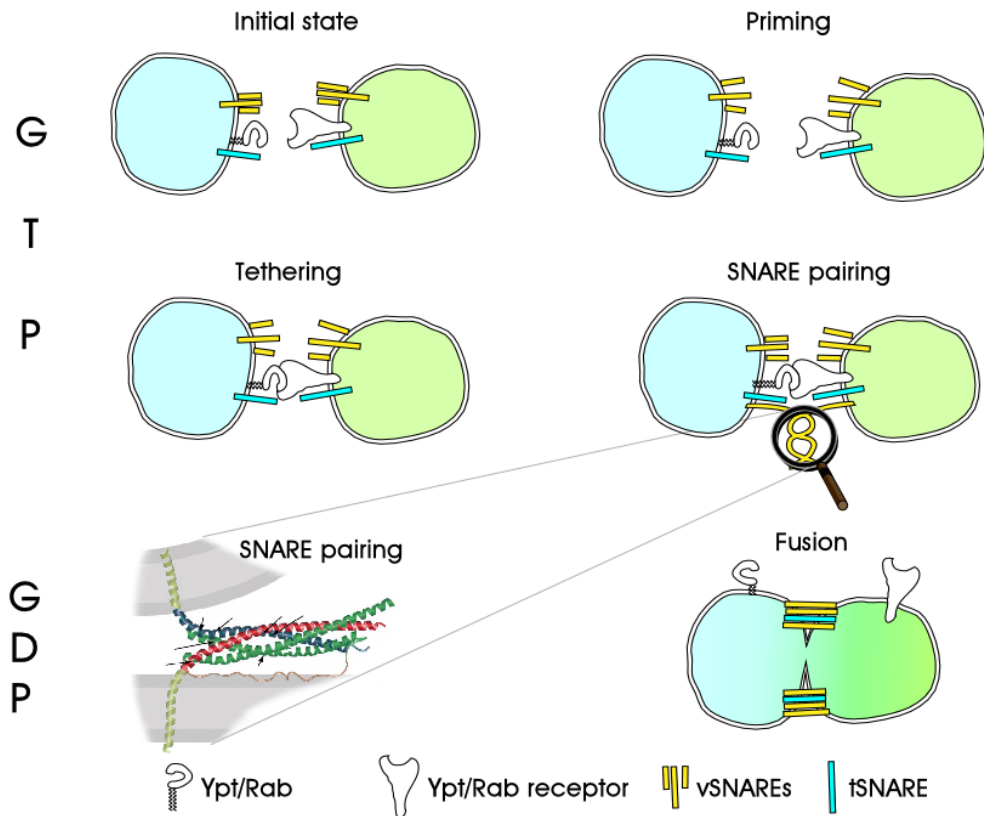 Initial state
Priming
G
T
P
Tethering
SNARE pairing
SNARE pairing
Fusion
G
D
P
Ypt/Rab
Ypt/Rab receptor
vSNAREs
tSNARE